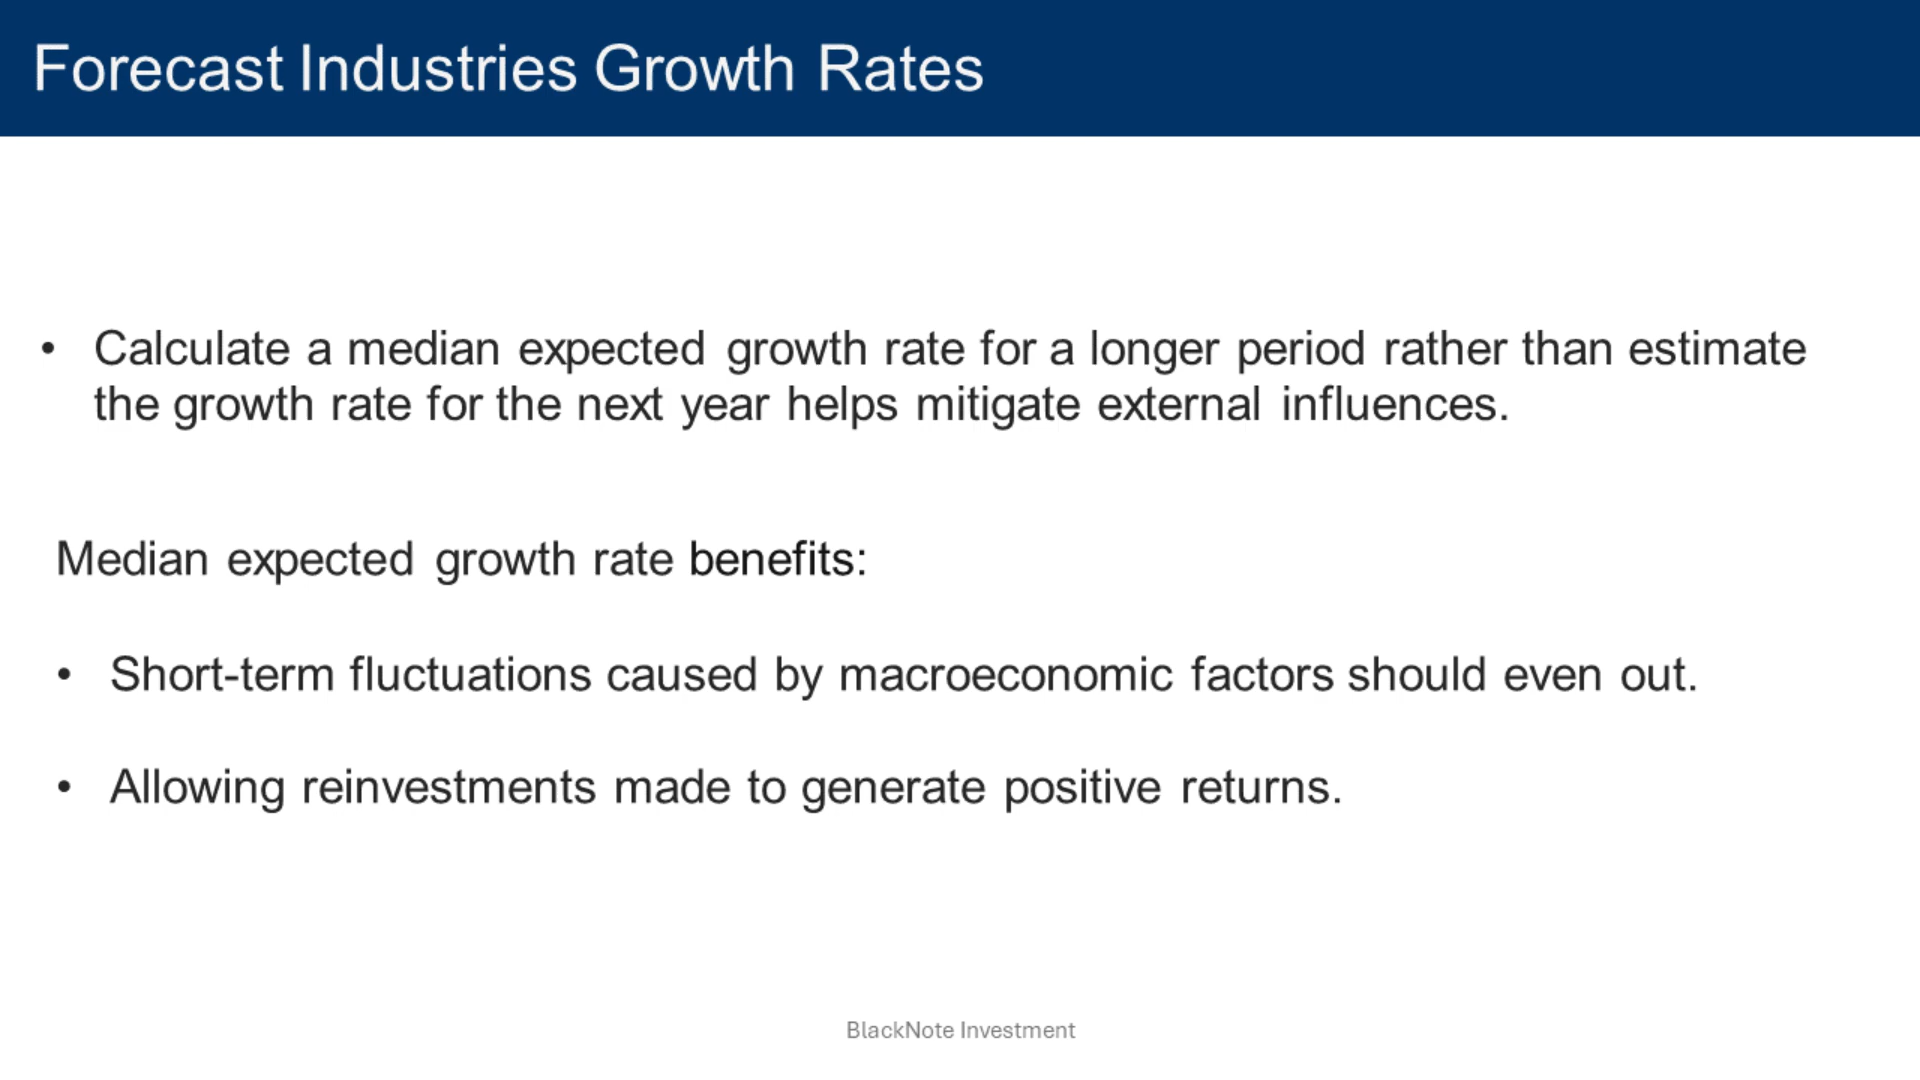 Forecast Industries Growth Rates
• Calculate a median expected growth rate for a longer period rather than estimate
the growth rate for the next year helps mitigate external influences.
Median expected growth rate benefits:
• Short-term fluctuations caused by macroeconomic factors should even out.
• Allowing reinvestments made to generate positive returns.
BlackNote Investment